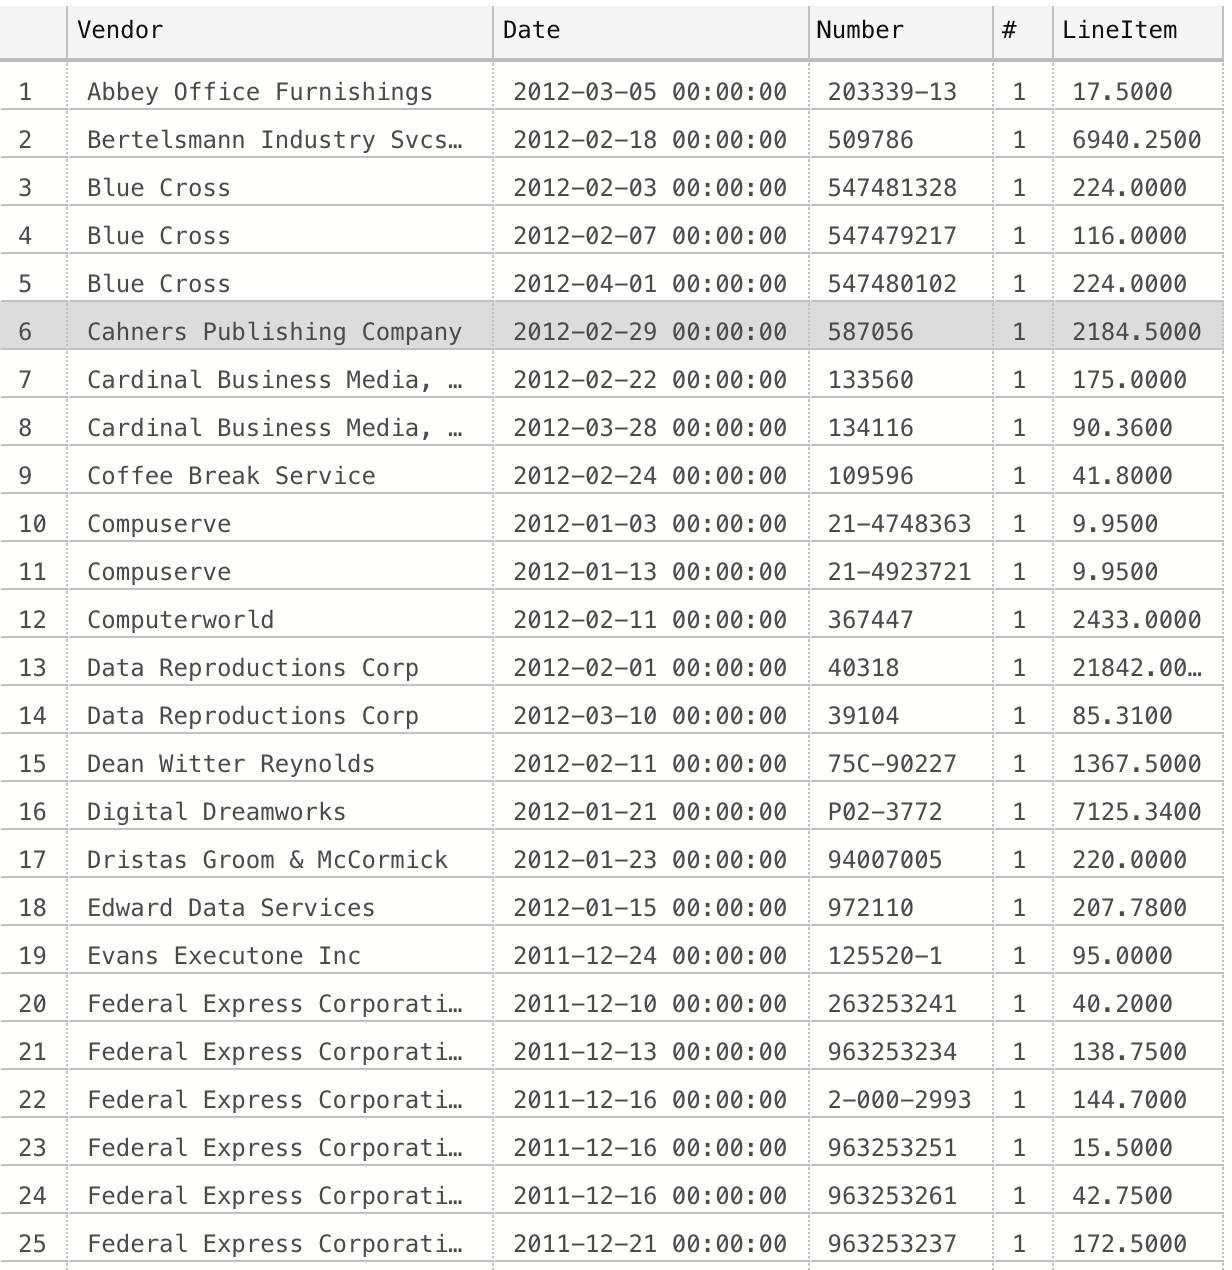 Vendor Date Number # LineItem
1 Abbey Office Furnishings 2012-03-05 00:00:00 203339-13 1 17.5000
2 Bertelsmann Industry Svcs… 2012-02-18 00:00:00 509786 1 6940.2500
3 Blue Cross 2012-02-03 00:00:00 547481328 1 224.0000
4 Blue Cross 2012-02-07 00:00:00 547479217 1 116.0000
5 Blue Cross 2012-04-01 00:00:00 547480102 1 224.0000
6 Cahners Publishing Company 2012-02-29 00:00:00 587056 1 2184.5000
7 Cardinal Business Media, … 2012-02-22 00:00:00 133560 1 175.0000
8 Cardinal Business Media, … 2012-03-28 00:00:00 134116 1 90.3600
9 Coffee Break Service 2012-02-24 00:00:00 109596 1 41.8000
10 Compuserve 2012-01-03 00:00:00 21-4748363 1 9.9500
11 Compuserve 2012-01-13 00:00:00 21-4923721 1 9.9500
12 Computerworld 2012-02-11 00:00:00 367447 1 2433.0000
13 Data Reproductions Corp 2012-02-01 00:00:00 40318 1 21842.00…
14 Data Reproductions Corp 2012-03-10 00:00:00 39104 1 85.3100
15 Dean Witter Reynolds 2012-02-11 00:00:00 75C-90227 1 1367.5000
16 Digital Dreamworks 2012-01-21 00:00:00 P02-3772 1 7125.3400
17 Dristas Groom & McCormick 2012-01-23 00:00:00 94007005 1 220.0000
18 Edward Data Services 2012-01-15 00:00:00 972110 1 207.7800
19 Evans Executone Inc 2011-12-24 00:00:00 125520-1 1 95.0000
20 Federal Express Corporati… 2011-12-10 00:00:00 263253241 1 40.2000
21 Federal Express Corporati… 2011-12-13 00:00:00 963253234 1 138.7500
22 Federal Express Corporati… 2011-12-16 00:00:00 2-000-2993 1 144.7000
23 Federal Express Corporati… 2011-12-16 00:00:00 963253251 1 15.5000
24 Federal Express Corporati… 2011-12-16 00:00:00 963253261 1 42.7500
25 Federal Express Corporati… 2011-12-21 00:00:00 963253237 1 172.5000